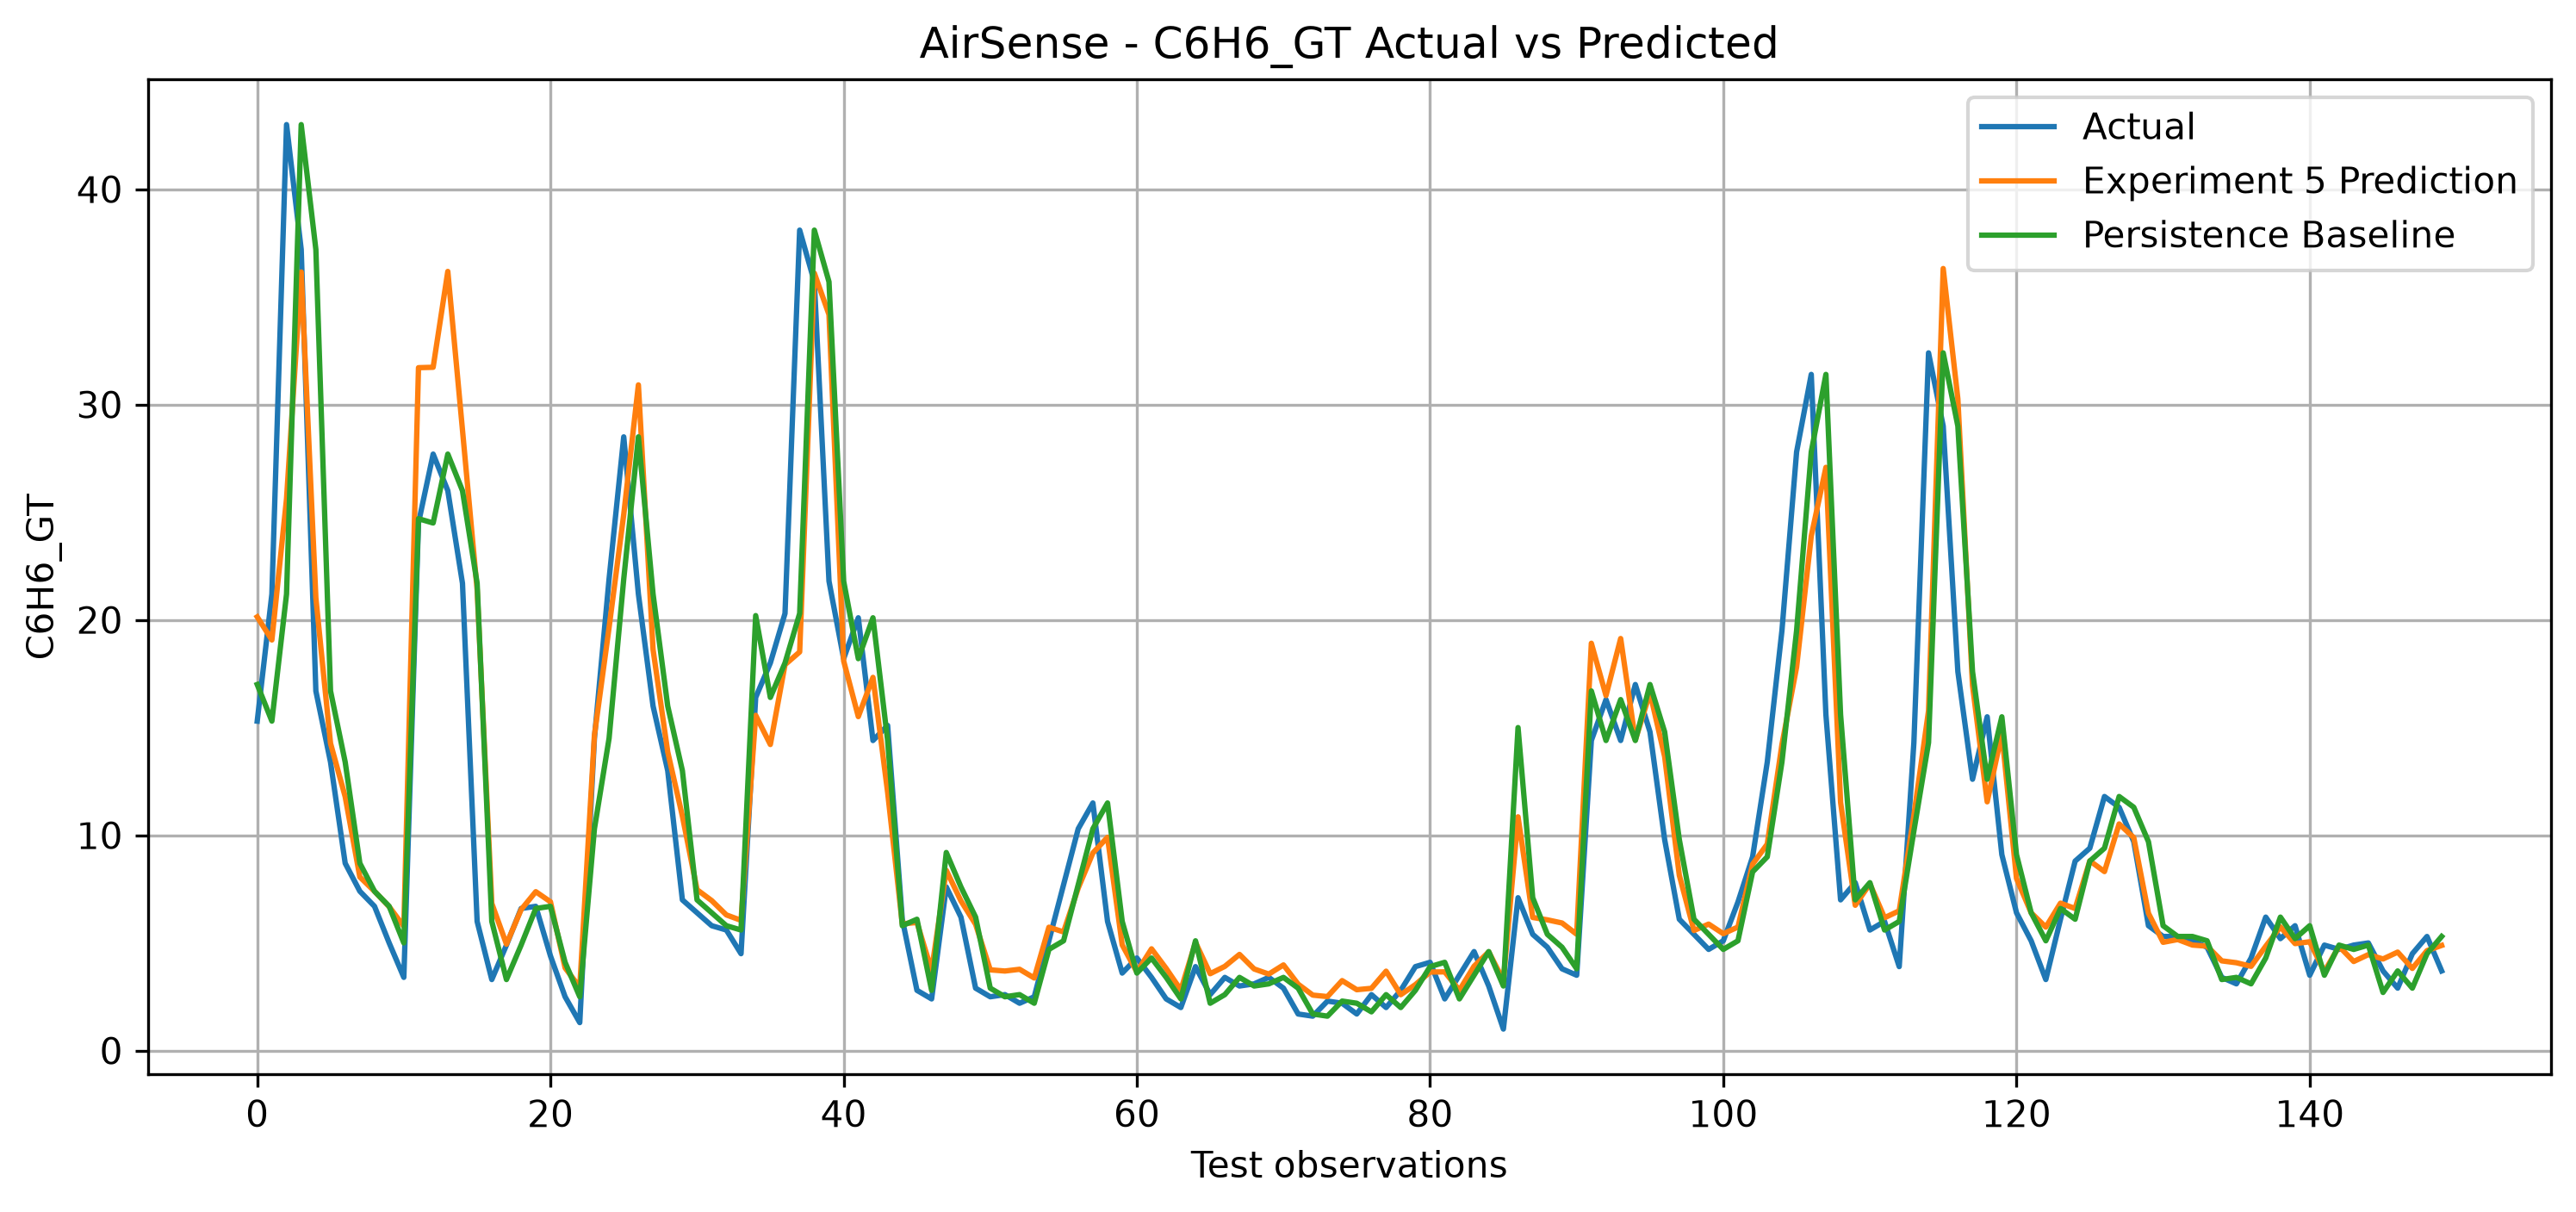 AirSense - C6H6_GT Actual vs Predicted
Actual
Experiment 5 Prediction
Persistence Baseline
C6H6_GT
40
30
20
10
0
0 20 40 60 80 100 120 140
Test observations